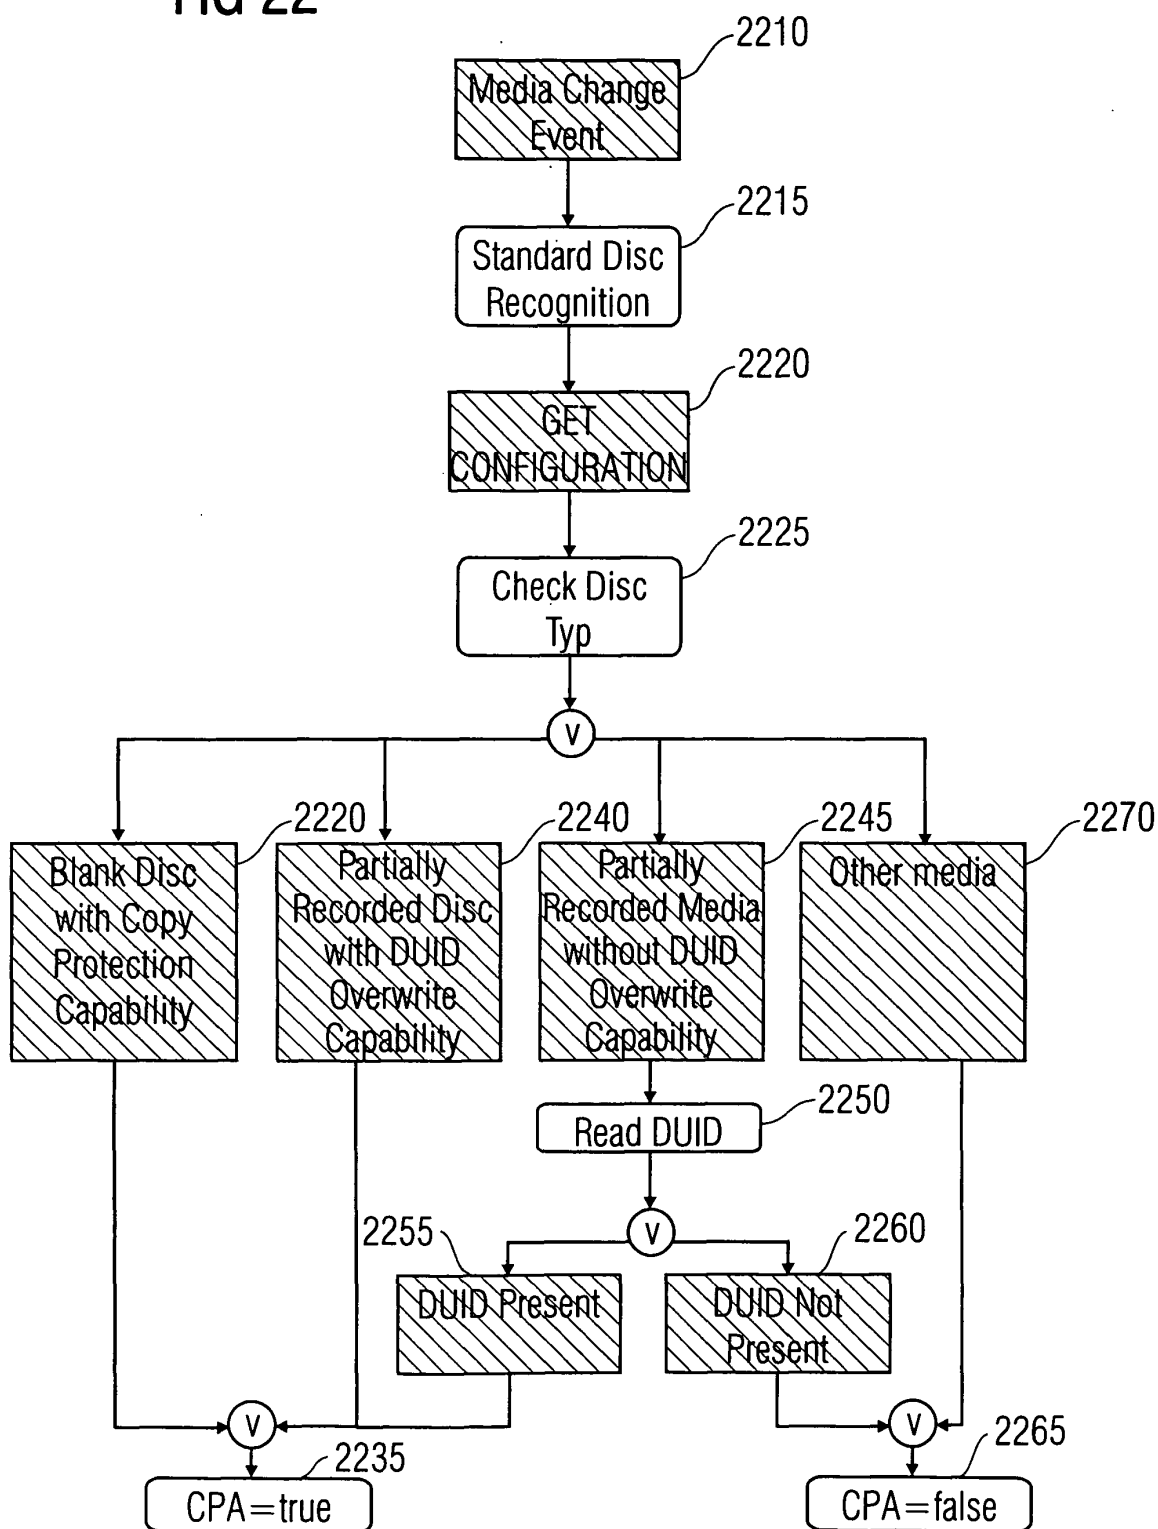 FIG 22
2210
Media Change
Event
2215
Standard Disc
Recognition
2220
GET
CONFIGURATION
2225
Check Disc
Typ
v
2220
Blank Disc
with Copy
Protection
Capability
2240
Partially
Recorded Disc
with DUID
Overwrite
Capability
2245
Partially
Recorded Media
without DUID
Overwrite
Capability
2270
Other media
2250
Read DUID
v
2255
DUID Present
2260
DUID Not
Present
v
2235
CPA=true
v
2265
CPA=false